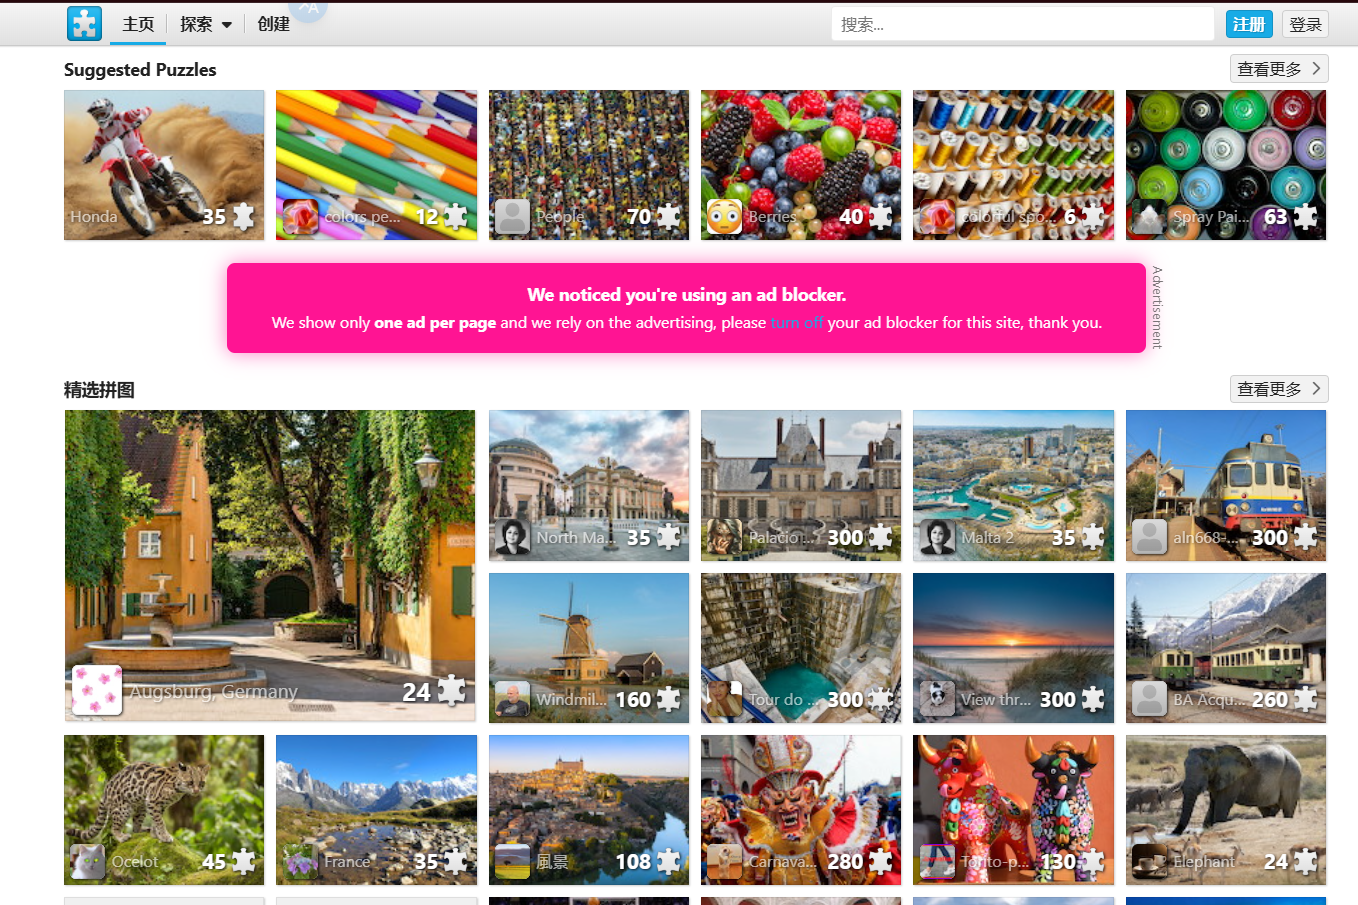 主页
探索
创建
搜索...
注册
登录
Suggested Puzzles
查看更多
Honda
35
colors pe...
12
People
70
Berries
40
colorful spo...
6
Spray Pai...
63
We noticed you're using an ad blocker.
We show only one ad per page and we rely on the advertising, please turn off your ad blocker for this site, thank you.
Advertisement
精选拼图
查看更多
Augsburg, Germany
24
North Ma...
35
Palacio ...
300
Malta 2
35
aln668-...
300
Windmil...
160
Tour do ...
300
View thr...
300
BA Acqu...
260
Ocelot
45
France
35
風景
108
Carnava...
280
Torito-p...
130
Elephant
24